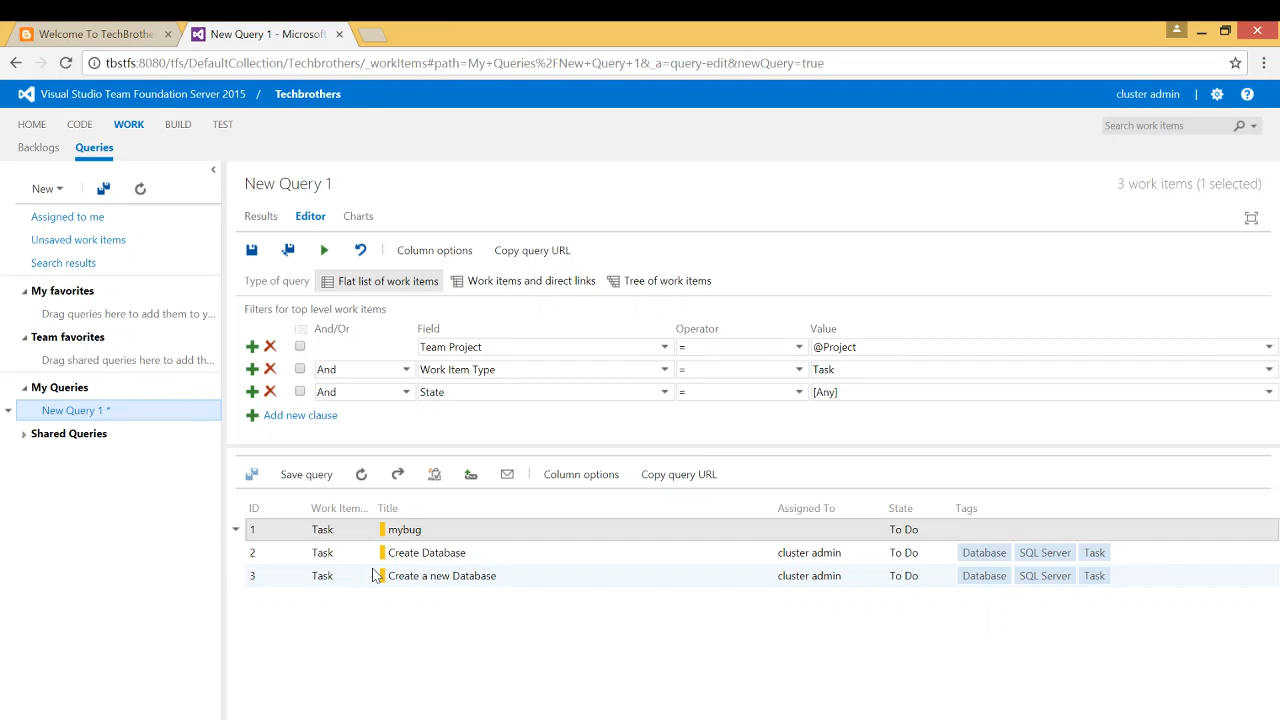 Welcome To TechBrothe
New Query 1 - Microsof
tbstfs:8080/tfs/DefaultCollection/Techbrothers/_workItems#path=My+Queries%2FNew+Query+1&_a=query-edit&newQuery=true
Visual Studio Team Foundation Server 2015 / Techbrothers
cluster admin
HOME CODE WORK BUILD TEST
Search work items
Backlogs Queries
New
Assigned to me
Unsaved work items
Search results
My favorites
Drag queries here to add them to y...
Team favorites
Drag shared queries here to add th...
My Queries
New Query 1 *
Shared Queries
New Query 1
3 work items (1 selected)
Results Editor Charts
Column options Copy query URL
Type of query Flat list of work items Work items and direct links Tree of work items
Filters for top level work items
And/Or Field Operator Value
Team Project = @Project
And Work Item Type = Task
And State = [Any]
Add new clause
Save query Column options Copy query URL
ID Work Item... Title Assigned To State Tags
1 Task mybug To Do
2 Task Create Database cluster admin To Do Database SQL Server Task
3 Task Create a new Database cluster admin To Do Database SQL Server Task